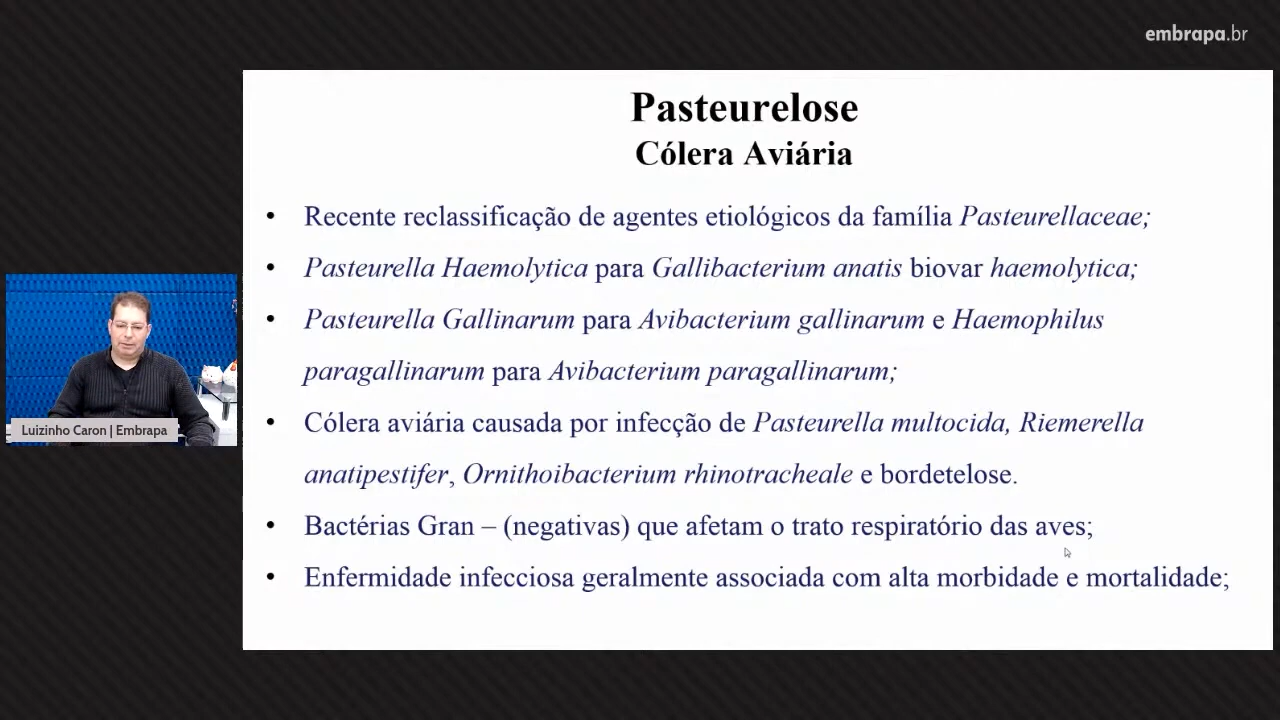 embrapa.br
Pasteurelose
Cólera Aviária
• Recente reclassificação de agentes etiológicos da família Pasteurellaceae;
• Pasteurella Haemolytica para Gallibacterium anatis biovar haemolytica;
• Pasteurella Gallinarum para Avibacterium gallinarum e Haemophilus
paragallinarum para Avibacterium paragallinarum;
• Cólera aviária causada por infecção de Pasteurella multocida, Riemerella
anatipestifer, Ornithoibacterium rhinotracheale e bordetelose.
• Bactérias Gran – (negativas) que afetam o trato respiratório das aves;
• Enfermidade infecciosa geralmente associada com alta morbidade e mortalidade;
Luizinho Caron | Embrapa